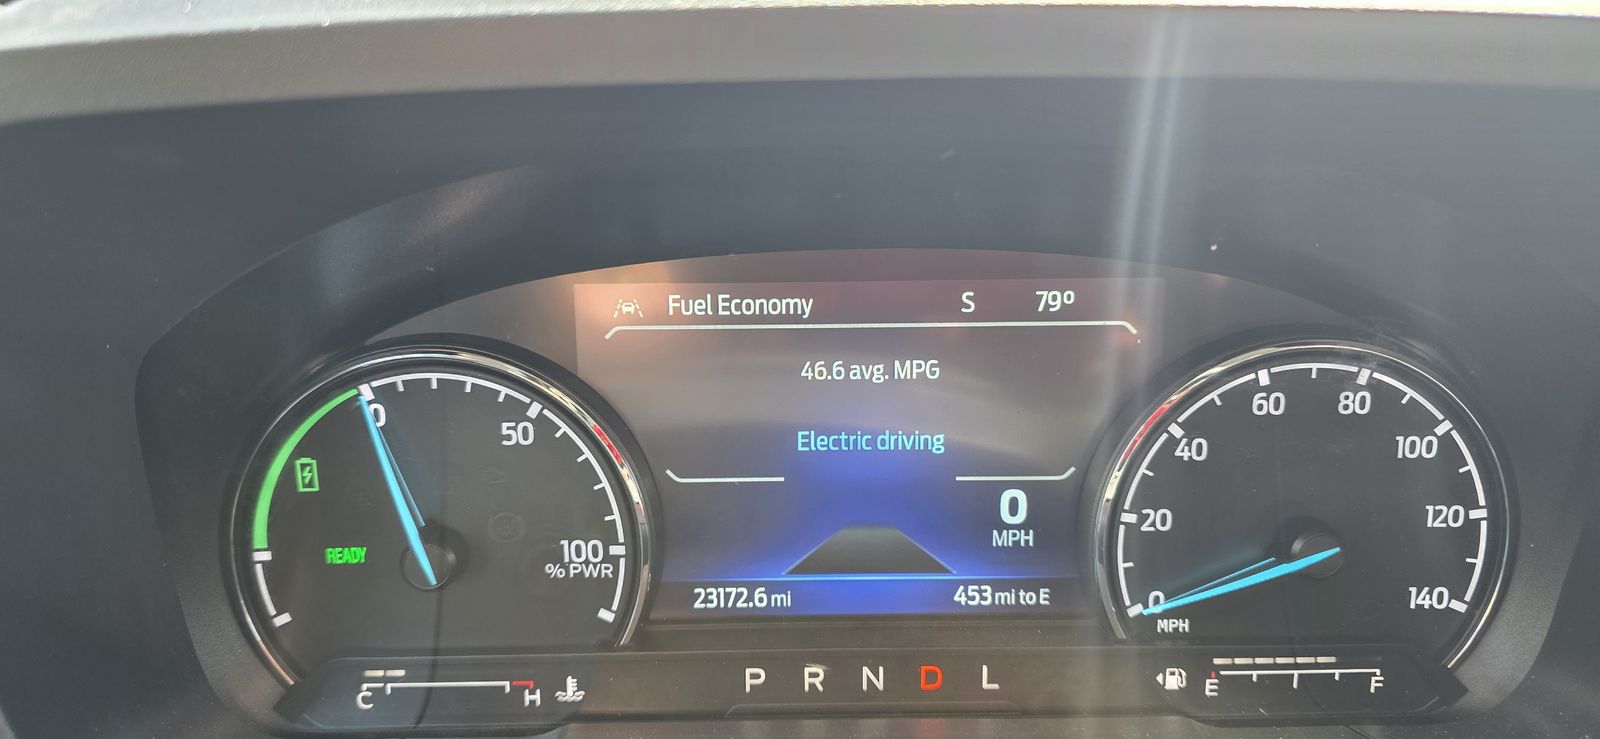 Fuel Economy S 79º
46.6 avg. MPG
Electric driving
0
MPH
23172.6 mi 453 mi to E
0
50
100
% PWR
READY
0
20
40
60
80
100
120
140
MPH
C H
P R N D L
E F